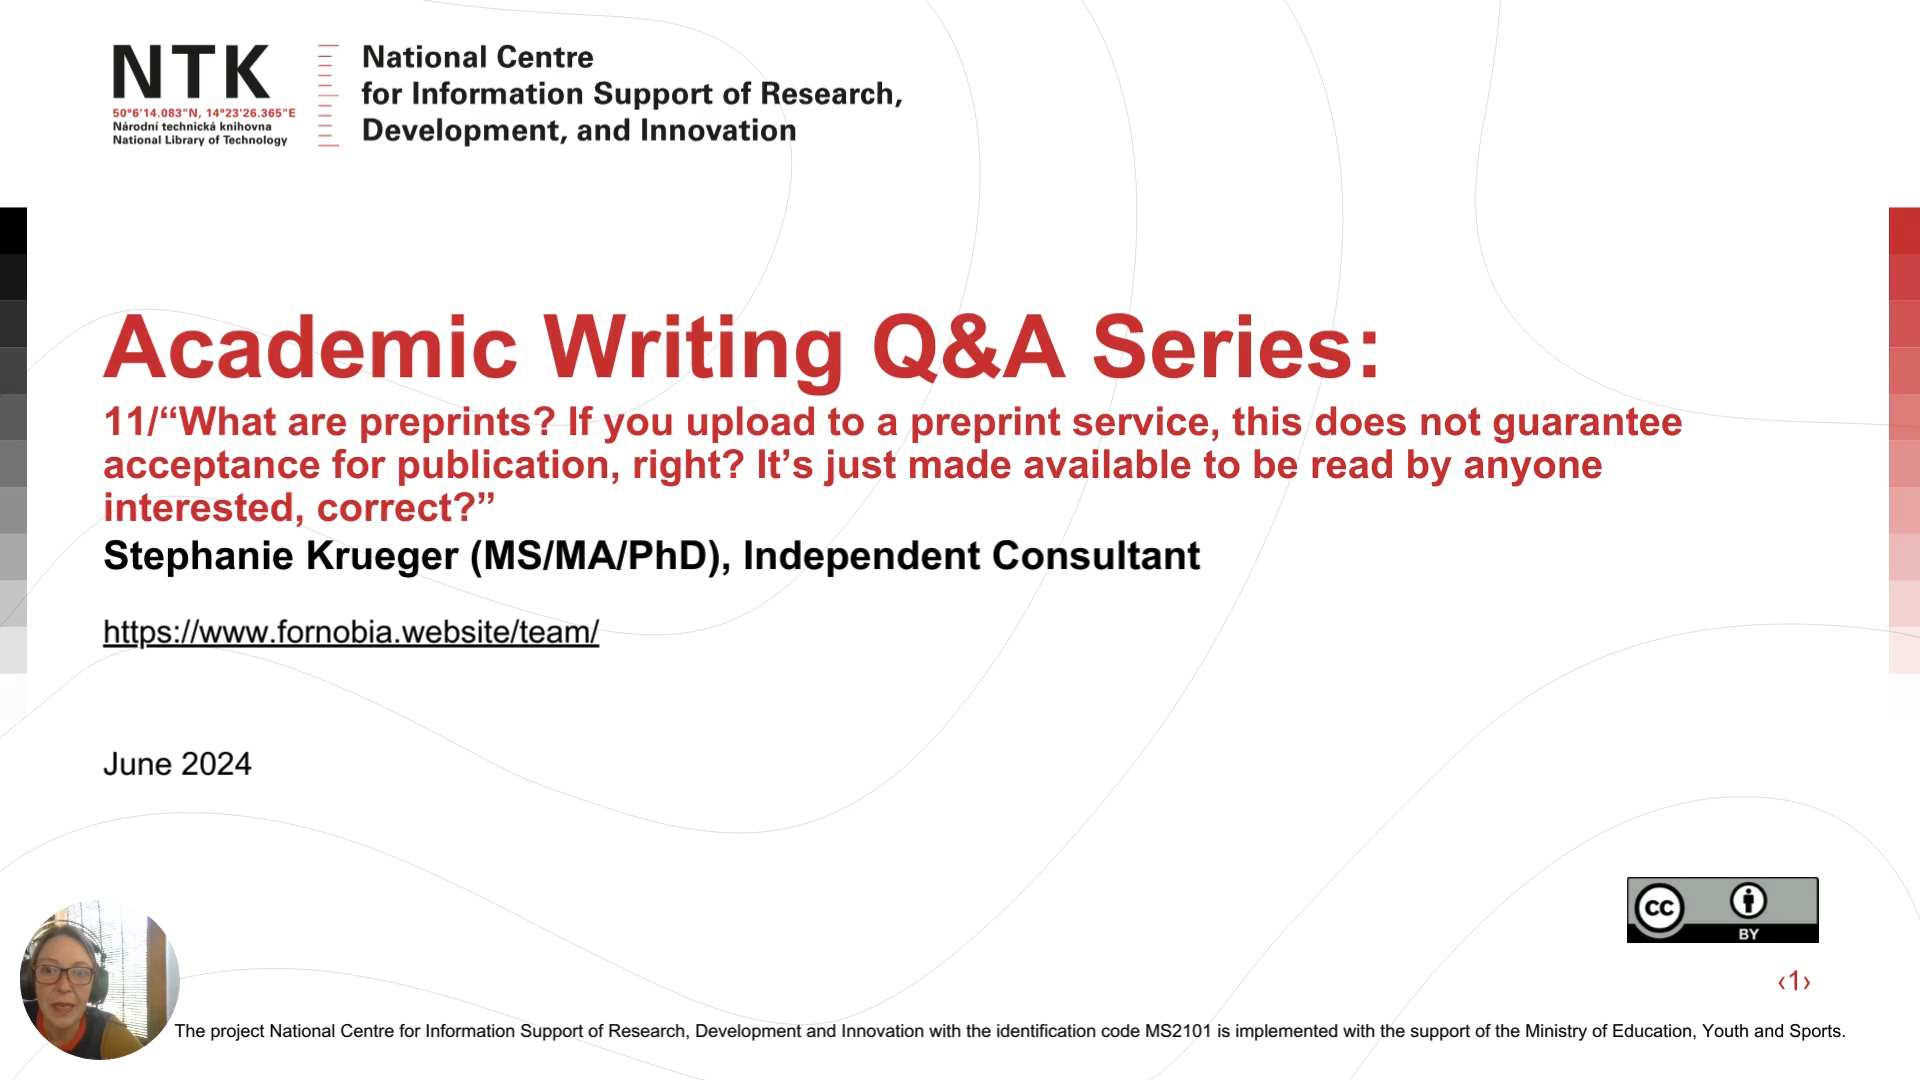 NTK
50°6'14.083"N, 14°23'26.365"E
Národní technická knihovna
National Library of Technology
National Centre
for Information Support of Research,
Development, and Innovation
Academic Writing Q&A Series:
11/“What are preprints? If you upload to a preprint service, this does not guarantee
acceptance for publication, right? It’s just made available to be read by anyone
interested, correct?”
Stephanie Krueger (MS/MA/PhD), Independent Consultant
https://www.fornobia.website/team/
June 2024
CC
BY
‹1›
The project National Centre for Information Support of Research, Development and Innovation with the identification code MS2101 is implemented with the support of the Ministry of Education, Youth and Sports.